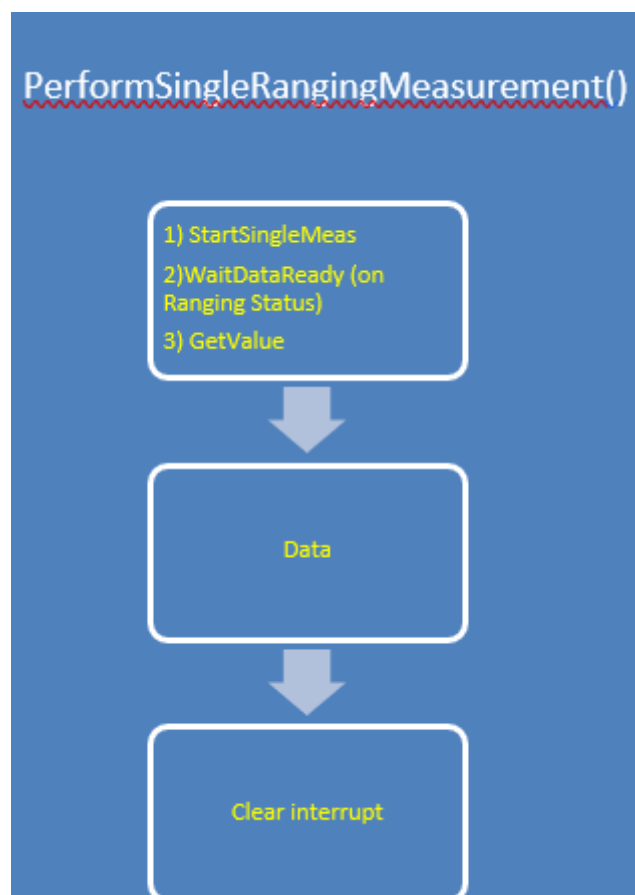 PerformSingleRangingMeasurement()
1) StartSingleMeas
2)WaitDataReady (on
Ranging Status)
3) GetValue
Data
Clear interrupt